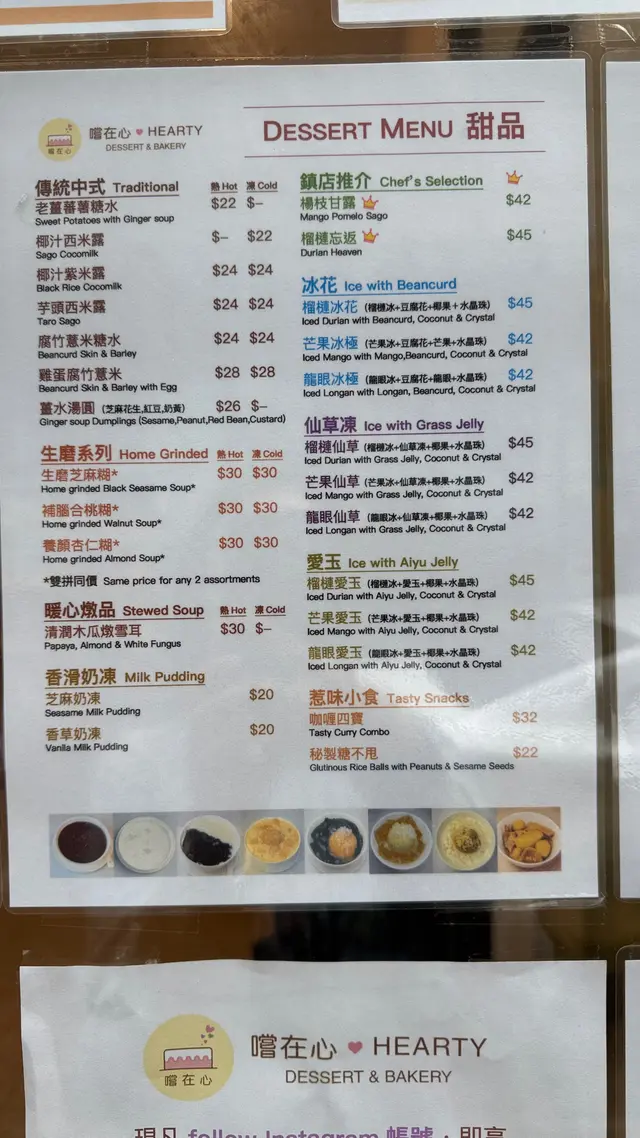 嚐在心 ♥ HEARTY
DESSERT & BAKERY
嚐在心
DESSERT MENU 甜品
傳統中式 Traditional 熱 Hot 凍 Cold
老薑蕃薯糖水 $22 $–
Sweet Potatoes with Ginger soup
椰汁西米露 $– $22
Sago Cocomilk
椰汁紫米露 $24 $24
Black Rice Cocomilk
芋頭西米露 $24 $24
Taro Sago
腐竹薏米糖水 $24 $24
Beancurd Skin & Barley
雞蛋腐竹薏米 $28 $28
Beancurd Skin & Barley with Egg
薑水湯圓 (芝麻花生,紅豆,奶黃) $26 $–
Ginger soup Dumplings (Sesame,Peanut,Red Bean,Custard)
生磨系列 Home Grinded 熱 Hot 凍 Cold
生磨芝麻糊* $30 $30
Home grinded Black Seasame Soup*
補腦合桃糊* $30 $30
Home grinded Walnut Soup*
養顏杏仁糊* $30 $30
Home grinded Almond Soup*
*雙拼同價 Same price for any 2 assortments
暖心燉品 Stewed Soup 熱 Hot 凍 Cold
清潤木瓜燉雪耳 $30 $–
Papaya, Almond & White Fungus
香滑奶凍 Milk Pudding
芝麻奶凍 $20
Seasame Milk Pudding
香草奶凍 $20
Vanila Milk Pudding
鎮店推介 Chef's Selection
楊枝甘露 $42
Mango Pomelo Sago
榴槤忘返 $45
Durian Heaven
冰花 Ice with Beancurd
榴槤冰花 (榴槤冰+豆腐花+椰果+水晶珠) $45
Iced Durian with Beancurd, Coconut & Crystal
芒果冰極 (芒果冰+豆腐花+芒果+水晶珠) $42
Iced Mango with Mango,Beancurd, Coconut & Crystal
龍眼冰極 (龍眼冰+豆腐花+龍眼+水晶珠) $42
Iced Longan with Longan, Beancurd, Coconut & Crystal
仙草凍 Ice with Grass Jelly
榴槤仙草 (榴槤冰+仙草凍+椰果+水晶珠) $45
Iced Durian with Grass Jelly, Coconut & Crystal
芒果仙草 (芒果冰+仙草凍+椰果+水晶珠) $42
Iced Mango with Grass Jelly, Coconut & Crystal
龍眼仙草 (龍眼冰+仙草凍+椰果+水晶珠) $42
Iced Longan with Grass Jelly, Coconut & Crystal
愛玉 Ice with Aiyu Jelly
榴槤愛玉 (榴槤冰+愛玉+椰果+水晶珠) $45
Iced Durian with Aiyu Jelly, Coconut & Crystal
芒果愛玉 (芒果冰+愛玉+椰果+水晶珠) $42
Iced Mango with Aiyu Jelly, Coconut & Crystal
龍眼愛玉 (龍眼冰+愛玉+椰果+水晶珠) $42
Iced Longan with Aiyu Jelly, Coconut & Crystal
惹味小食 Tasty Snacks
咖喱四寶 $32
Tasty Curry Combo
秘製糖不甩 $22
Glutinous Rice Balls with Peanuts & Sesame Seeds
嚐在心 ♥ HEARTY
DESSERT & BAKERY
嚐在心
現凡 follow Instagram 帳號,即享